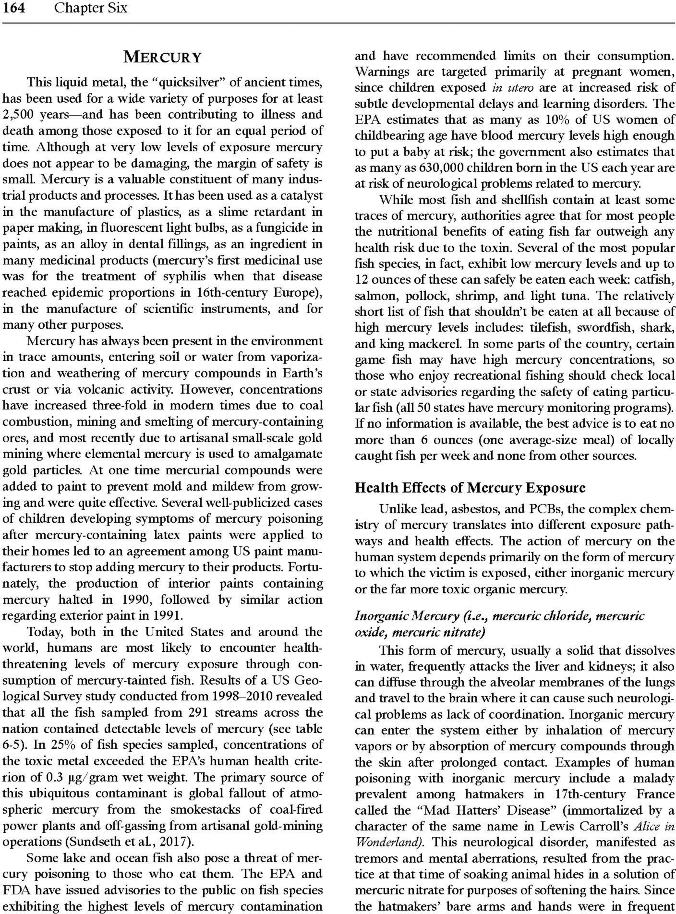 164 Chapter Six
MERCURY
This liquid metal, the “quicksilver” of ancient times,
has been used for a wide variety of purposes for at least
2,500 years—and has been contributing to illness and
death among those exposed to it for an equal period of
time. Although at very low levels of exposure mercury
does not appear to be damaging, the margin of safety is
small. Mercury is a valuable constituent of many indus-
trial products and processes. It has been used as a catalyst
in the manufacture of plastics, as a slime retardant in
paper making, in fluorescent light bulbs, as a fungicide in
paints, as an alloy in dental fillings, as an ingredient in
many medicinal products (mercury’s first medicinal use
was for the treatment of syphilis when that disease
reached epidemic proportions in 16th-century Europe),
in the manufacture of scientific instruments, and for
many other purposes.
Mercury has always been present in the environment
in trace amounts, entering soil or water from vaporiza-
tion and weathering of mercury compounds in Earth’s
crust or via volcanic activity. However, concentrations
have increased three-fold in modern times due to coal
combustion, mining and smelting of mercury-containing
ores, and most recently due to artisanal small-scale gold
mining where elemental mercury is used to amalgamate
gold particles. At one time mercurial compounds were
added to paint to prevent mold and mildew from grow-
ing and were quite effective. Several well-publicized cases
of children developing symptoms of mercury poisoning
after mercury-containing latex paints were applied to
their homes led to an agreement among US paint manu-
facturers to stop adding mercury to their products. Fortu-
nately, the production of interior paints containing
mercury halted in 1990, followed by similar action
regarding exterior paint in 1991.
Today, both in the United States and around the
world, humans are most likely to encounter health-
threatening levels of mercury exposure through con-
sumption of mercury-tainted fish. Results of a US Geo-
logical Survey study conducted from 1998–2010 revealed
that all the fish sampled from 291 streams across the
nation contained detectable levels of mercury (see table
6-5). In 25% of fish species sampled, concentrations of
the toxic metal exceeded the EPA’s human health crite-
rion of 0.3 µg/gram wet weight. The primary source of
this ubiquitous contaminant is global fallout of atmo-
spheric mercury from the smokestacks of coal-fired
power plants and off-gassing from artisanal gold-mining
operations (Sundseth et al., 2017).
Some lake and ocean fish also pose a threat of mer-
cury poisoning to those who eat them. The EPA and
FDA have issued advisories to the public on fish species
exhibiting the highest levels of mercury contamination
and have recommended limits on their consumption.
Warnings are targeted primarily at pregnant women,
since children exposed in utero are at increased risk of
subtle developmental delays and learning disorders. The
EPA estimates that as many as 10% of US women of
childbearing age have blood mercury levels high enough
to put a baby at risk; the government also estimates that
as many as 630,000 children born in the US each year are
at risk of neurological problems related to mercury.
While most fish and shellfish contain at least some
traces of mercury, authorities agree that for most people
the nutritional benefits of eating fish far outweigh any
health risk due to the toxin. Several of the most popular
fish species, in fact, exhibit low mercury levels and up to
12 ounces of these can safely be eaten each week: catfish,
salmon, pollock, shrimp, and light tuna. The relatively
short list of fish that shouldn’t be eaten at all because of
high mercury levels includes: tilefish, swordfish, shark,
and king mackerel. In some parts of the country, certain
game fish may have high mercury concentrations, so
those who enjoy recreational fishing should check local
or state advisories regarding the safety of eating particu-
lar fish (all 50 states have mercury monitoring programs).
If no information is available, the best advice is to eat no
more than 6 ounces (one average-size meal) of locally
caught fish per week and none from other sources.
Health Effects of Mercury Exposure
Unlike lead, asbestos, and PCBs, the complex chem-
istry of mercury translates into different exposure path-
ways and health effects. The action of mercury on the
human system depends primarily on the form of mercury
to which the victim is exposed, either inorganic mercury
or the far more toxic organic mercury.
Inorganic Mercury (i.e., mercuric chloride, mercuric
oxide, mercuric nitrate)
This form of mercury, usually a solid that dissolves
in water, frequently attacks the liver and kidneys; it also
can diffuse through the alveolar membranes of the lungs
and travel to the brain where it can cause such neurologi-
cal problems as lack of coordination. Inorganic mercury
can enter the system either by inhalation of mercury
vapors or by absorption of mercury compounds through
the skin after prolonged contact. Examples of human
poisoning with inorganic mercury include a malady
prevalent among hatmakers in 17th-century France
called the “Mad Hatters’ Disease” (immortalized by a
character of the same name in Lewis Carroll’s Alice in
Wonderland). This neurological disorder, manifested as
tremors and mental aberrations, resulted from the prac-
tice at that time of soaking animal hides in a solution of
mercuric nitrate for purposes of softening the hairs. Since
the hatmakers’ bare arms and hands were in frequent